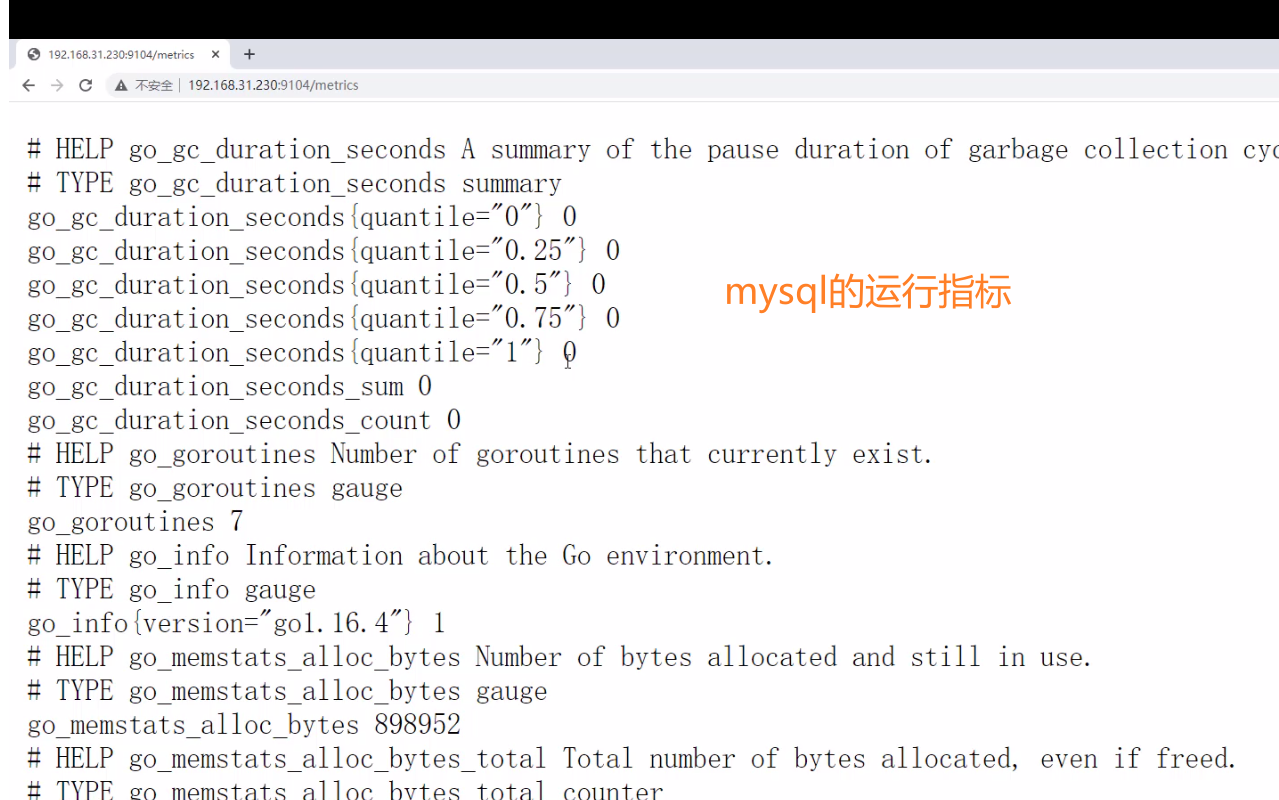 192.168.31.230:9104/metrics
不安全 192.168.31.230:9104/metrics
# HELP go_gc_duration_seconds A summary of the pause duration of garbage collection cyc
# TYPE go_gc_duration_seconds summary
go_gc_duration_seconds{quantile="0"} 0
go_gc_duration_seconds{quantile="0.25"} 0
go_gc_duration_seconds{quantile="0.5"} 0
mysql的运行指标
go_gc_duration_seconds{quantile="0.75"} 0
go_gc_duration_seconds{quantile="1"} 0
go_gc_duration_seconds_sum 0
go_gc_duration_seconds_count 0
# HELP go_goroutines Number of goroutines that currently exist.
# TYPE go_goroutines gauge
go_goroutines 7
# HELP go_info Information about the Go environment.
# TYPE go_info gauge
go_info{version="go1.16.4"} 1
# HELP go_memstats_alloc_bytes Number of bytes allocated and still in use.
# TYPE go_memstats_alloc_bytes gauge
go_memstats_alloc_bytes 898952
# HELP go_memstats_alloc_bytes_total Total number of bytes allocated, even if freed.
# TYPE go_memstats_alloc_bytes_total counter